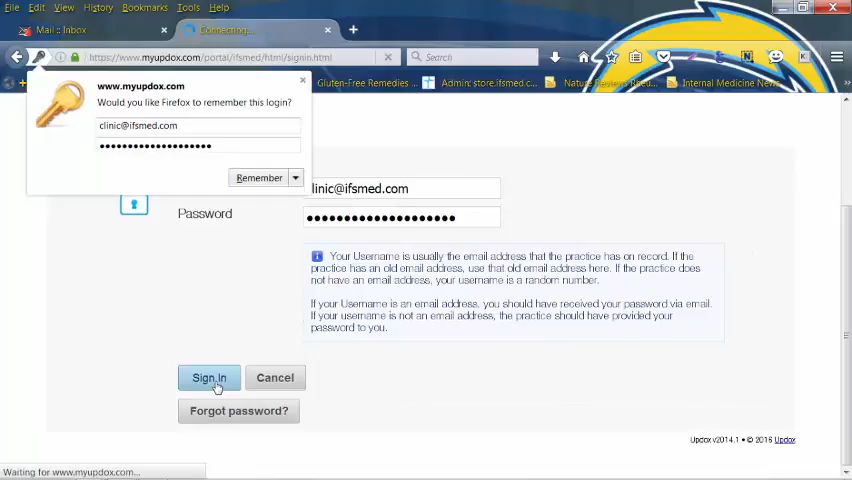 File Edit View History Bookmarks Tools Help
Mail :: Inbox
Connecting...
https://www.myupdox.com/portal/ifsmed/html/signin.html
Search
www.myupdox.com
Would you like Firefox to remember this login?
clinic@ifsmed.com
••••••••••••••••••••
Remember
Gluten-Free Remedies ...
Admin: store.ifsmed.c...
Nature Reviews Rheu...
Internal Medicine News
linic@ifsmed.com
Password
••••••••••••••••••••
Your Username is usually the email address that the practice has on record. If the
practice has an old email address, use that old email address here. If the practice does
not have an email address, your username is a random number.
If your Username is an email address, you should have received your password via email.
If your username is not an email address, the practice should have provided your
password to you.
Sign In
Cancel
Forgot password?
Updox v2014.1 • © 2016 Updox
Waiting for www.myupdox.com...